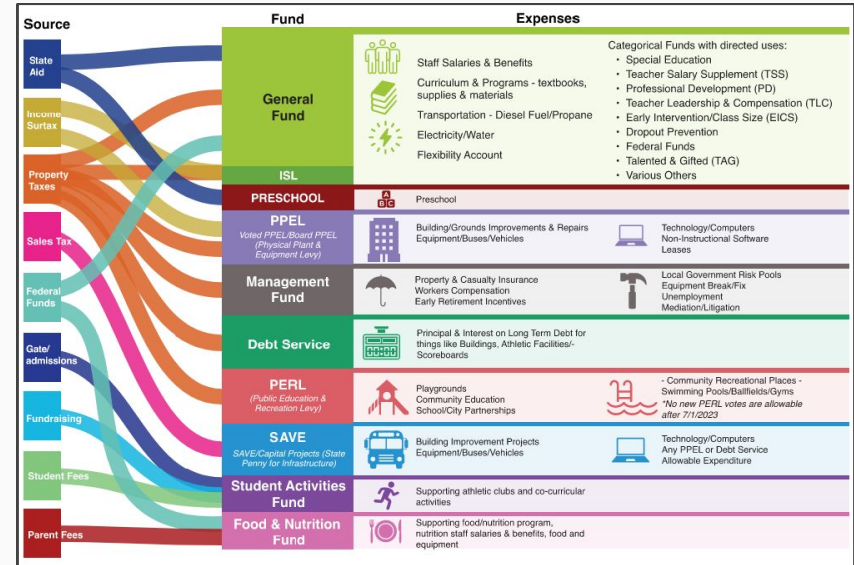 Source
Fund
Expenses
State
Aid
Income
Surtax
Property
Taxes
Sales Tax
Federal
Funds
Gate/
admissions
Fundraising
Student Fees
Parent Fees
General
Fund
Staff Salaries & Benefits
Curriculum & Programs - textbooks,
supplies & materials
Transportation - Diesel Fuel/Propane
Electricity/Water
Flexibility Account
Categorical Funds with directed uses:
• Special Education
• Teacher Salary Supplement (TSS)
• Professional Development (PD)
• Teacher Leadership & Compensation (TLC)
• Early Intervention/Class Size (EICS)
• Dropout Prevention
• Federal Funds
• Talented & Gifted (TAG)
• Various Others
ISL
PRESCHOOL
A
B C
Preschool
PPEL
Voted PPEL/Board PPEL
(Physical Plant &
Equipment Levy)
Building/Grounds Improvements & Repairs
Equipment/Buses/Vehicles
Technology/Computers
Non-Instructional Software
Leases
Management
Fund
Property & Casualty Insurance
Workers Compensation
Early Retirement Incentives
Local Government Risk Pools
Equipment Break/Fix
Unemployment
Mediation/Litigation
Debt Service
Principal & Interest on Long Term Debt for
things like Buildings, Athletic Facilities/-
Scoreboards
PERL
(Public Education &
Recreation Levy)
Playgrounds
Community Education
School/City Partnerships
- Community Recreational Places -
Swimming Pools/Ballfields/Gyms
*No new PERL votes are allowable
after 7/1/2023
SAVE
SAVE/Capital Projects (State
Penny for Infrastructure)
Building Improvement Projects
Equipment/Buses/Vehicles
Technology/Computers
Any PPEL or Debt Service
Allowable Expenditure
Student Activities
Fund
Supporting athletic clubs and co-curricular
activities
Food & Nutrition
Fund
Supporting food/nutrition program,
nutrition staff salaries & benefits, food and
equipment